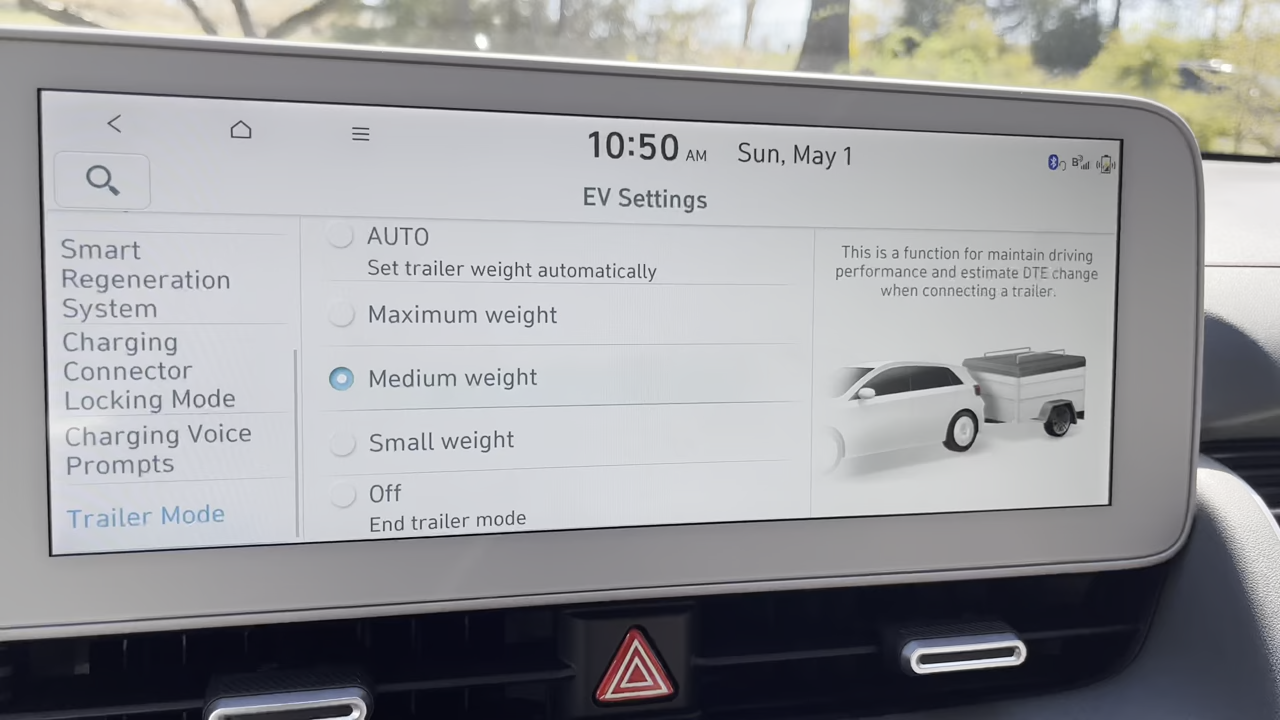 10:50 AM Sun, May 1
EV Settings
Smart
Regeneration
System
Charging
Connector
Locking Mode
Charging Voice
Prompts
Trailer Mode
AUTO
Set trailer weight automatically
Maximum weight
Medium weight
Small weight
Off
End trailer mode
This is a function for maintain driving
performance and estimate DTE change
when connecting a trailer.